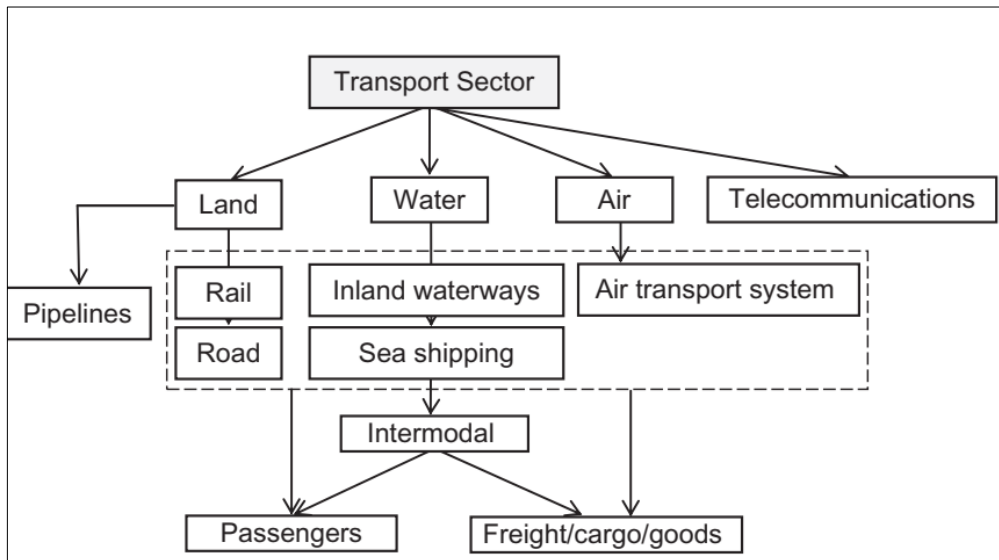 Transport Sector
Land
Water
Air
Telecommunications
Pipelines
Rail
Inland waterways
Air transport system
Road
Sea shipping
Intermodal
Passengers
Freight/cargo/goods